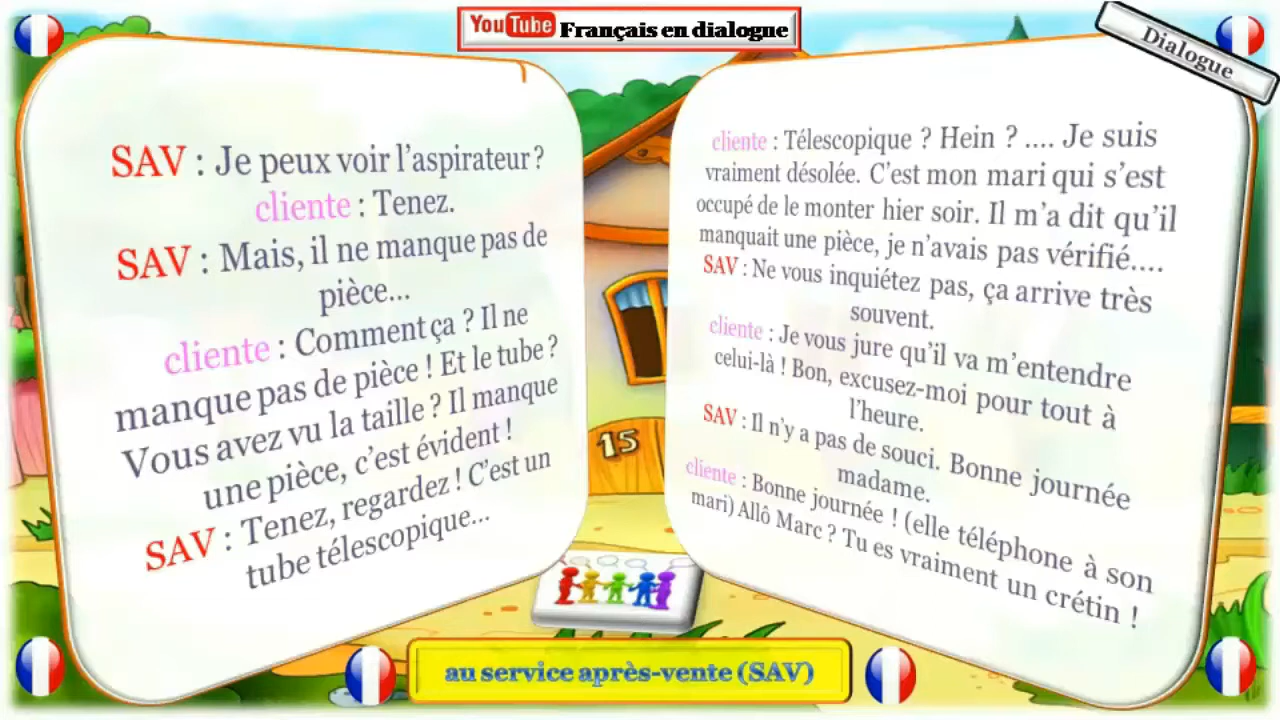 YouTube Français en dialogue
Dialogue
SAV : Je peux voir l'aspirateur ?
cliente : Tenez.
SAV : Mais, il ne manque pas de
pièce...
cliente : Comment ça ? Il ne
manque pas de pièce ! Et le tube ?
Vous avez vu la taille ? Il manque
une pièce, c'est évident !
SAV : Tenez, regardez ! C'est un
tube télescopique...
cliente : Télescopique ? Hein ? .... Je suis
vraiment désolée. C'est mon mari qui s'est
occupé de le monter hier soir. Il m'a dit qu'il
manquait une pièce, je n'avais pas vérifié....
SAV : Ne vous inquiétez pas, ça arrive très
souvent.
cliente : Je vous jure qu'il va m'entendre
celui-là ! Bon, excusez-moi pour tout à
l'heure.
SAV : Il n'y a pas de souci. Bonne journée
madame.
cliente : Bonne journée ! (elle téléphone à son
mari) Allô Marc ? Tu es vraiment un crétin !
15
au service après-vente (SAV)